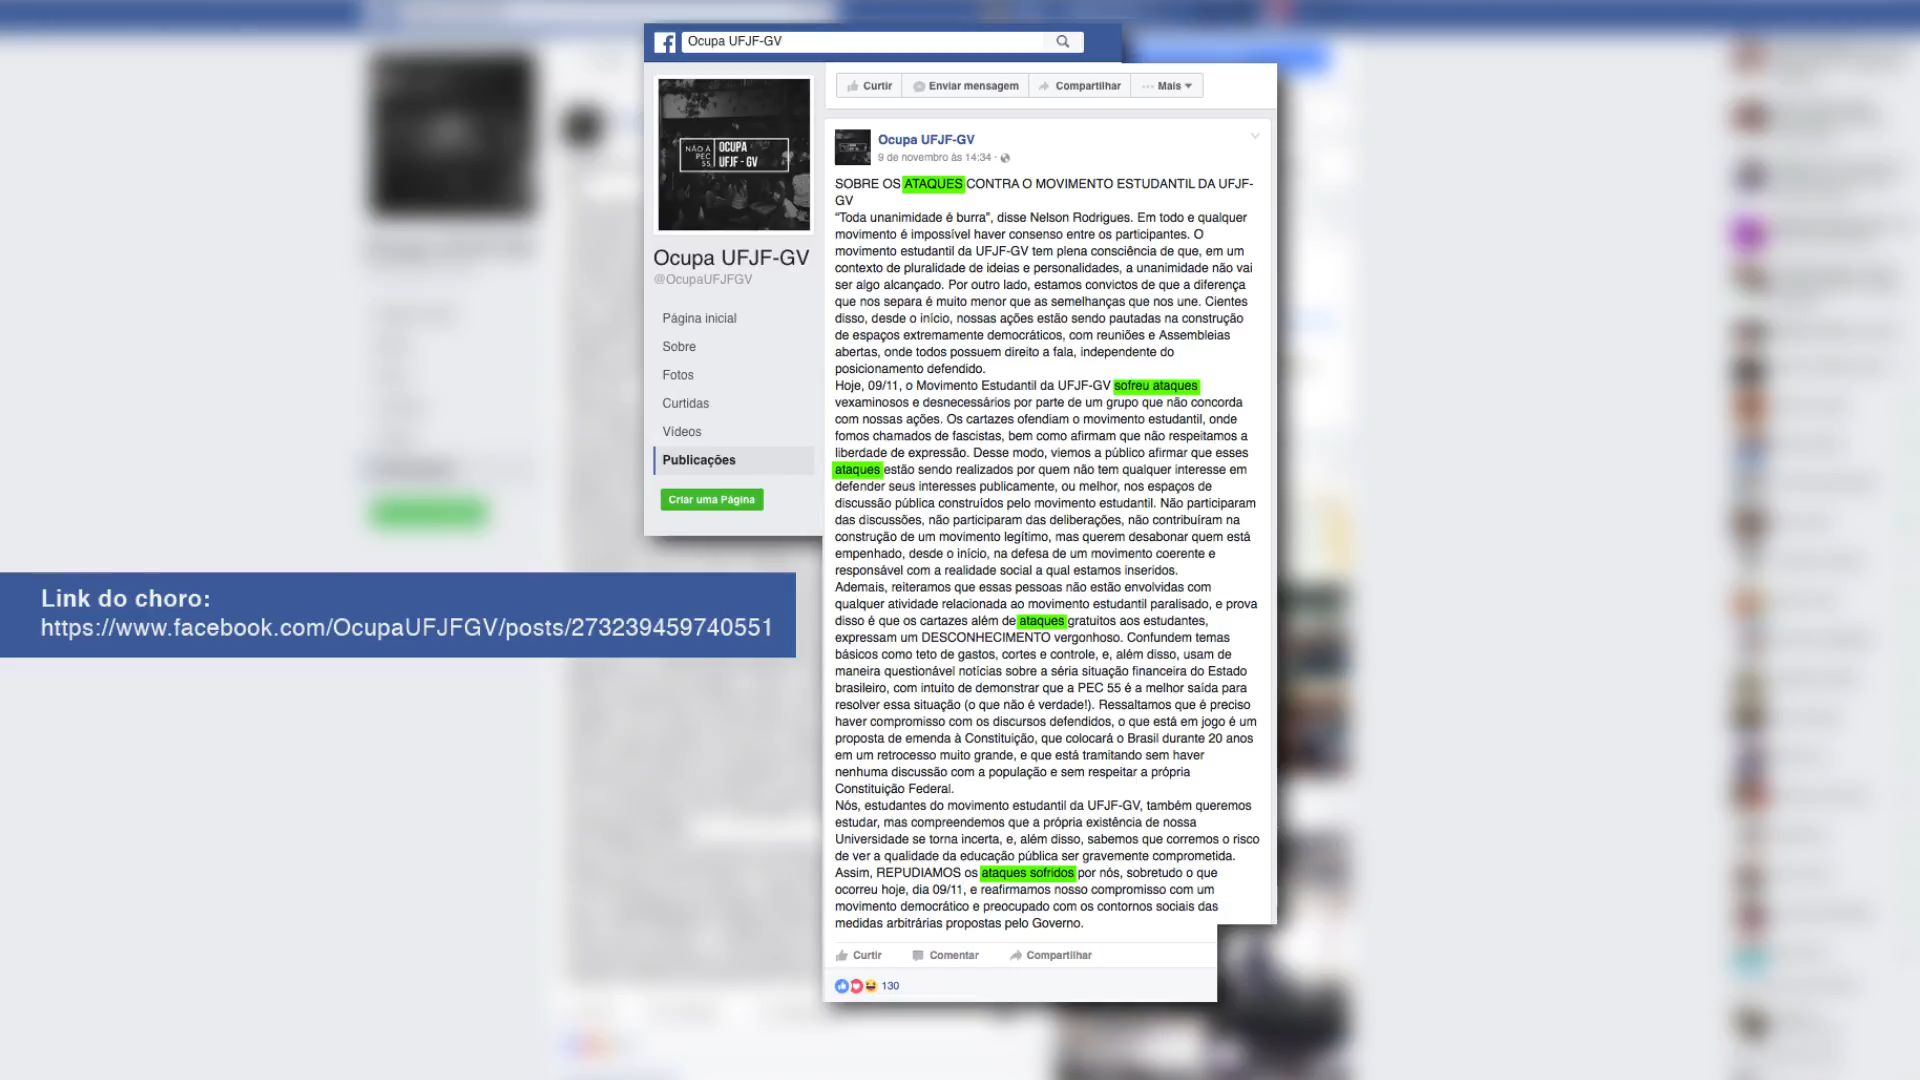 Ocupa UFJF-GV
Curtir
Enviar mensagem
Compartilhar
Mais
NÃO À
PEC
55
OCUPA
UFJF - GV
Ocupa UFJF-GV
@OcupaUFJFGV
Página inicial
Sobre
Fotos
Curtidas
Vídeos
Publicações
Criar uma Página
Link do choro:
https://www.facebook.com/OcupaUFJFGV/posts/273239459740551
Ocupa UFJF-GV
9 de novembro às 14:34 ·
SOBRE OS ATAQUES CONTRA O MOVIMENTO ESTUDANTIL DA UFJF-
GV
“Toda unanimidade é burra”, disse Nelson Rodrigues. Em todo e qualquer
movimento é impossível haver consenso entre os participantes. O
movimento estudantil da UFJF-GV tem plena consciência de que, em um
contexto de pluralidade de ideias e personalidades, a unanimidade não vai
ser algo alcançado. Por outro lado, estamos convictos de que a diferença
que nos separa é muito menor que as semelhanças que nos une. Cientes
disso, desde o início, nossas ações estão sendo pautadas na construção
de espaços extremamente democráticos, com reuniões e Assembleias
abertas, onde todos possuem direito a fala, independente do
posicionamento defendido.
Hoje, 09/11, o Movimento Estudantil da UFJF-GV sofreu ataques
vexaminosos e desnecessários por parte de um grupo que não concorda
com nossas ações. Os cartazes ofendiam o movimento estudantil, onde
fomos chamados de fascistas, bem como afirmam que não respeitamos a
liberdade de expressão. Desse modo, viemos a público afirmar que esses
ataques estão sendo realizados por quem não tem qualquer interesse em
defender seus interesses publicamente, ou melhor, nos espaços de
discussão pública construídos pelo movimento estudantil. Não participaram
das discussões, não participaram das deliberações, não contribuíram na
construção de um movimento legítimo, mas querem desabonar quem está
empenhado, desde o início, na defesa de um movimento coerente e
responsável com a realidade social a qual estamos inseridos.
Ademais, reiteramos que essas pessoas não estão envolvidas com
qualquer atividade relacionada ao movimento estudantil paralisado, e prova
disso é que os cartazes além de ataques gratuitos aos estudantes,
expressam um DESCONHECIMENTO vergonhoso. Confundem temas
básicos como teto de gastos, cortes e controle, e, além disso, usam de
maneira questionável notícias sobre a séria situação financeira do Estado
brasileiro, com intuito de demonstrar que a PEC 55 é a melhor saída para
resolver essa situação (o que não é verdade!). Ressaltamos que é preciso
haver compromisso com os discursos defendidos, o que está em jogo é um
proposta de emenda à Constituição, que colocará o Brasil durante 20 anos
em um retrocesso muito grande, e que está tramitando sem haver
nenhuma discussão com a população e sem respeitar a própria
Constituição Federal.
Nós, estudantes do movimento estudantil da UFJF-GV, também queremos
estudar, mas compreendemos que a própria existência de nossa
Universidade se torna incerta, e, além disso, sabemos que corremos o risco
de ver a qualidade da educação pública ser gravemente comprometida.
Assim, REPUDIAMOS os ataques sofridos por nós, sobretudo o que
ocorreu hoje, dia 09/11, e reafirmamos nosso compromisso com um
movimento democrático e preocupado com os contornos sociais das
medidas arbitrárias propostas pelo Governo.
Curtir
Comentar
Compartilhar
130